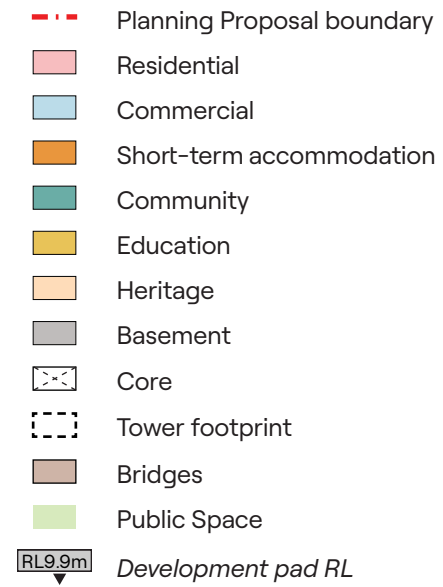 Planning Proposal boundary
Residential
Commercial
Short-term accommodation
Community
Education
Heritage
Basement
Core
Tower footprint
Bridges
Public Space
RL9.9m Development pad RL